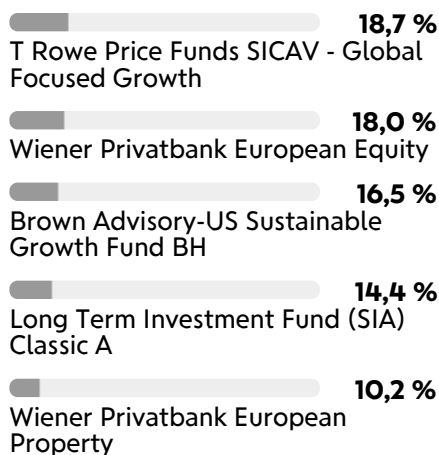 18,7 %
T Rowe Price Funds SICAV - Global
Focused Growth
18,0 %
Wiener Privatbank European Equity
16,5 %
Brown Advisory-US Sustainable
Growth Fund BH
14,4 %
Long Term Investment Fund (SIA)
Classic A
10,2 %
Wiener Privatbank European
Property